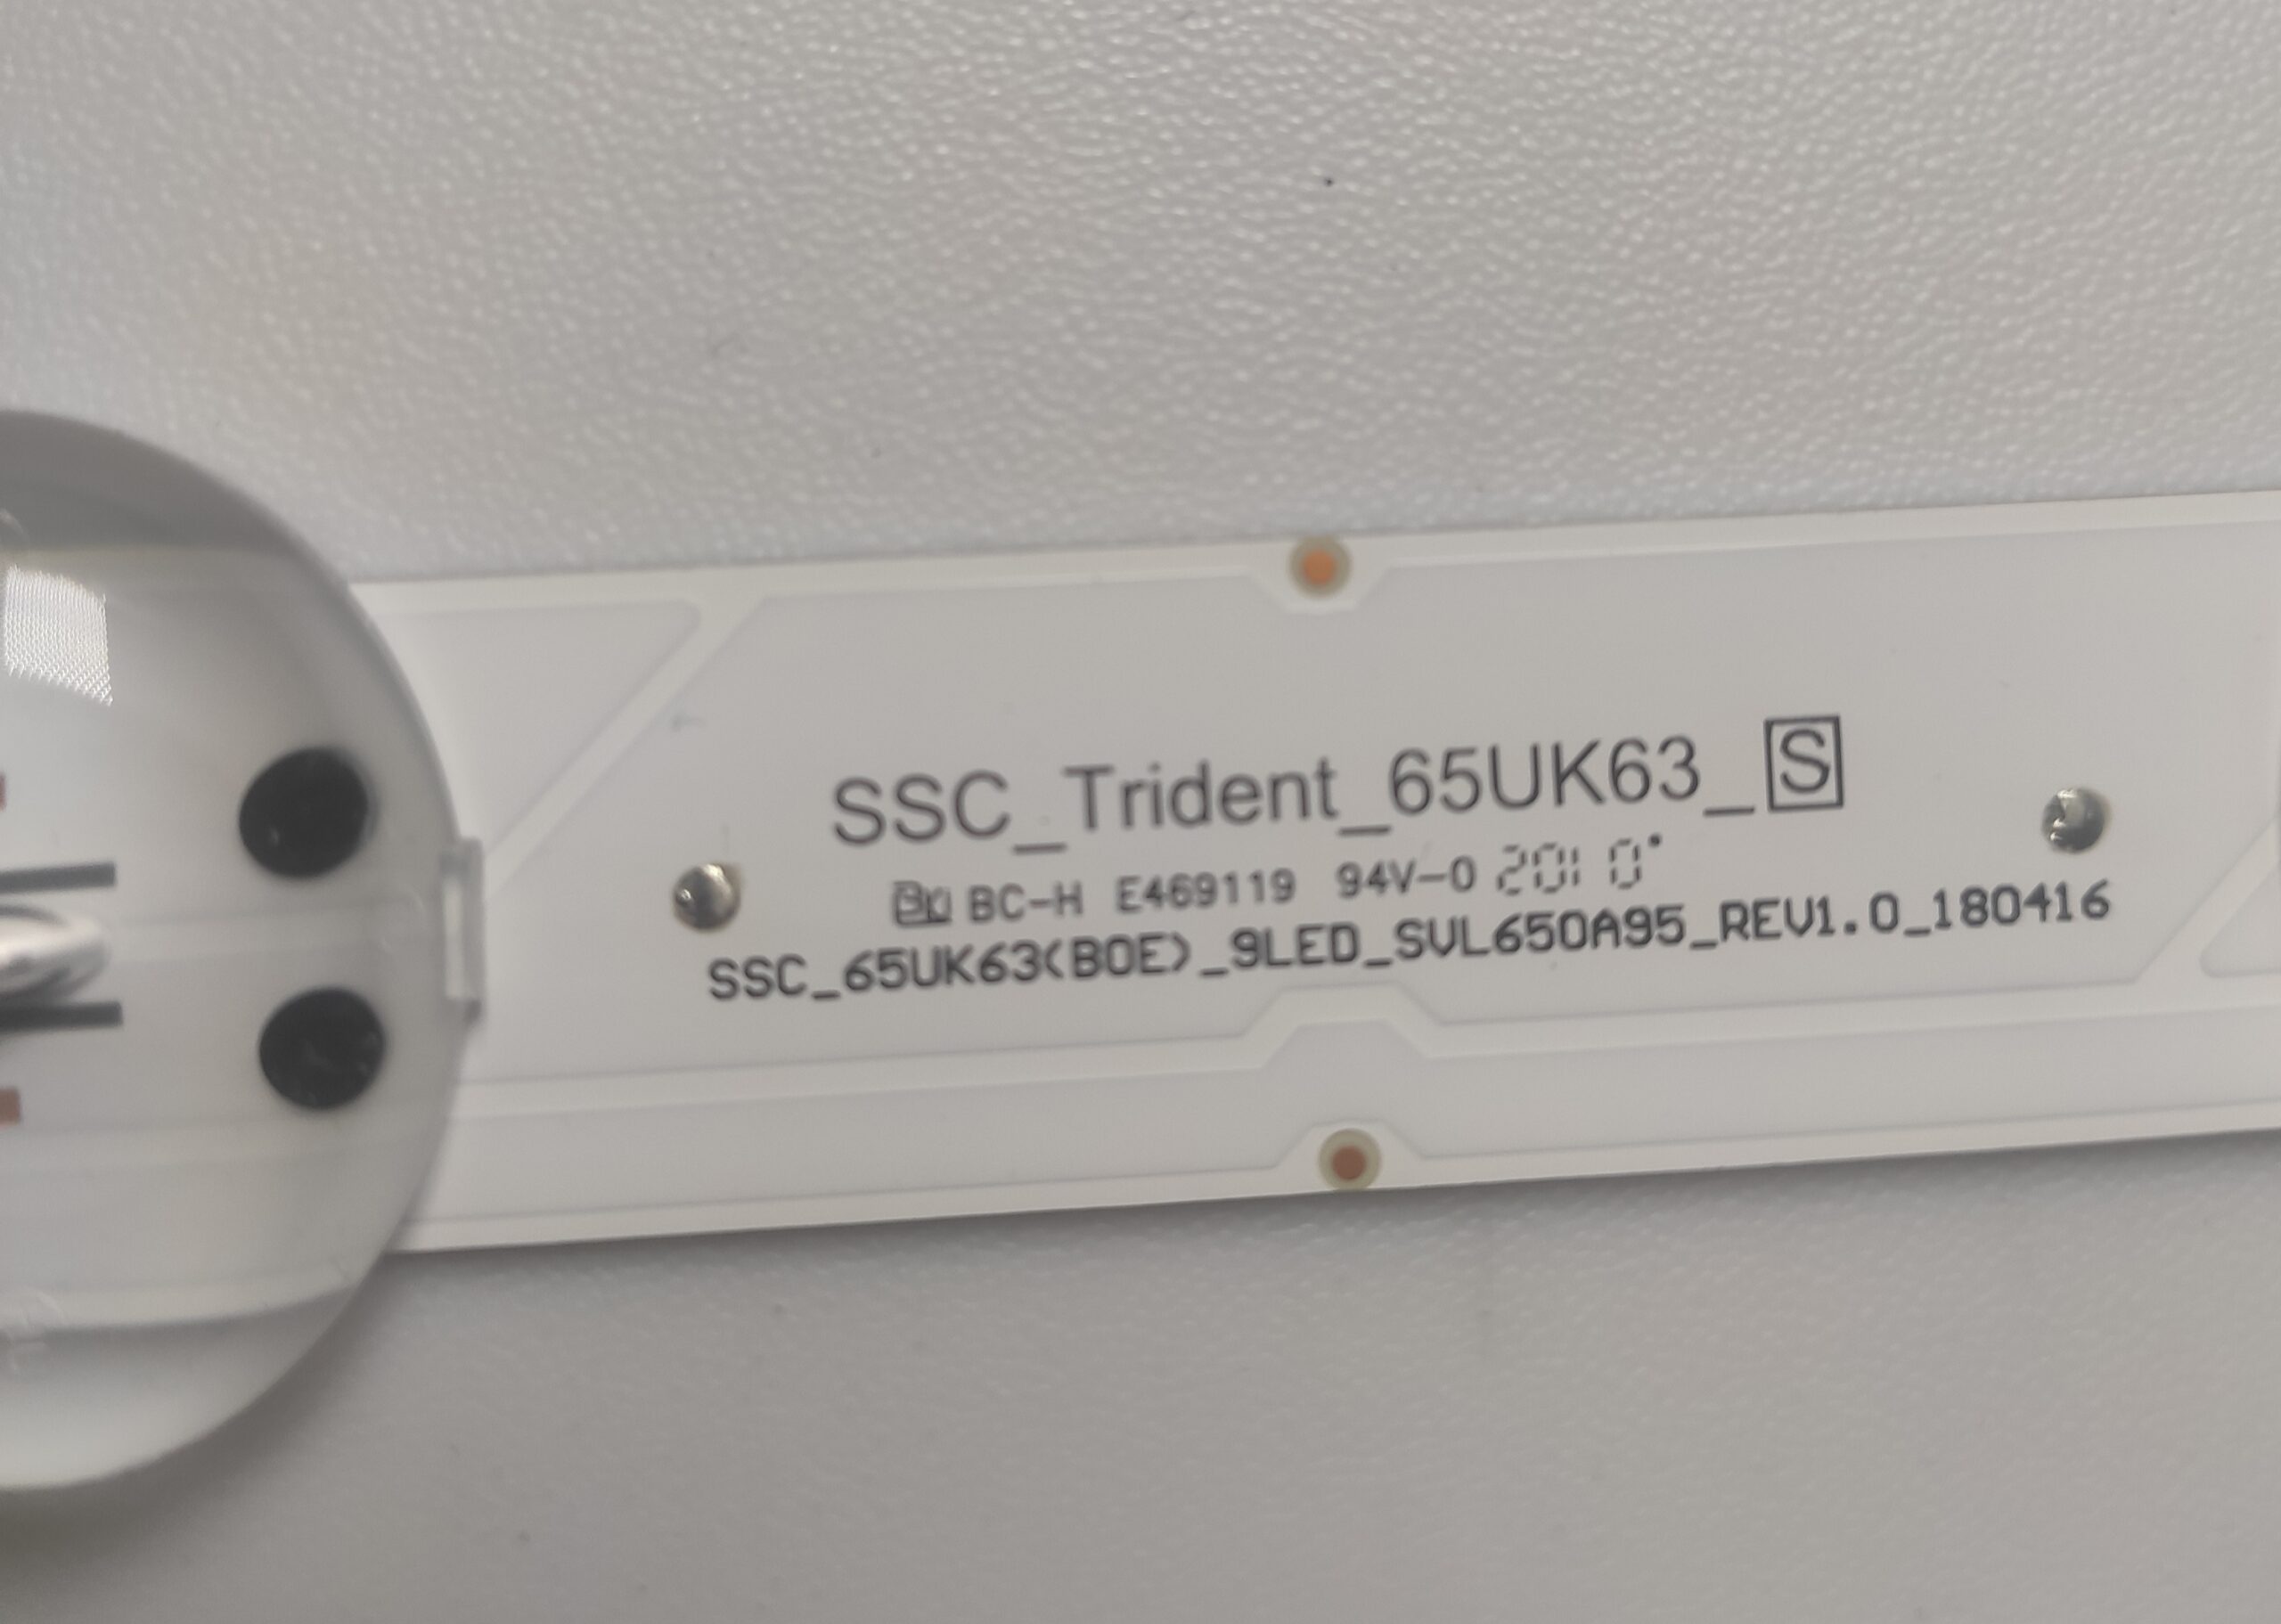 SSC_Trident_65UK63_S
BC-H E469119 94V-0
SSC_65UK63(BOE)_9LED_SVL650A95_REV1.0_180416